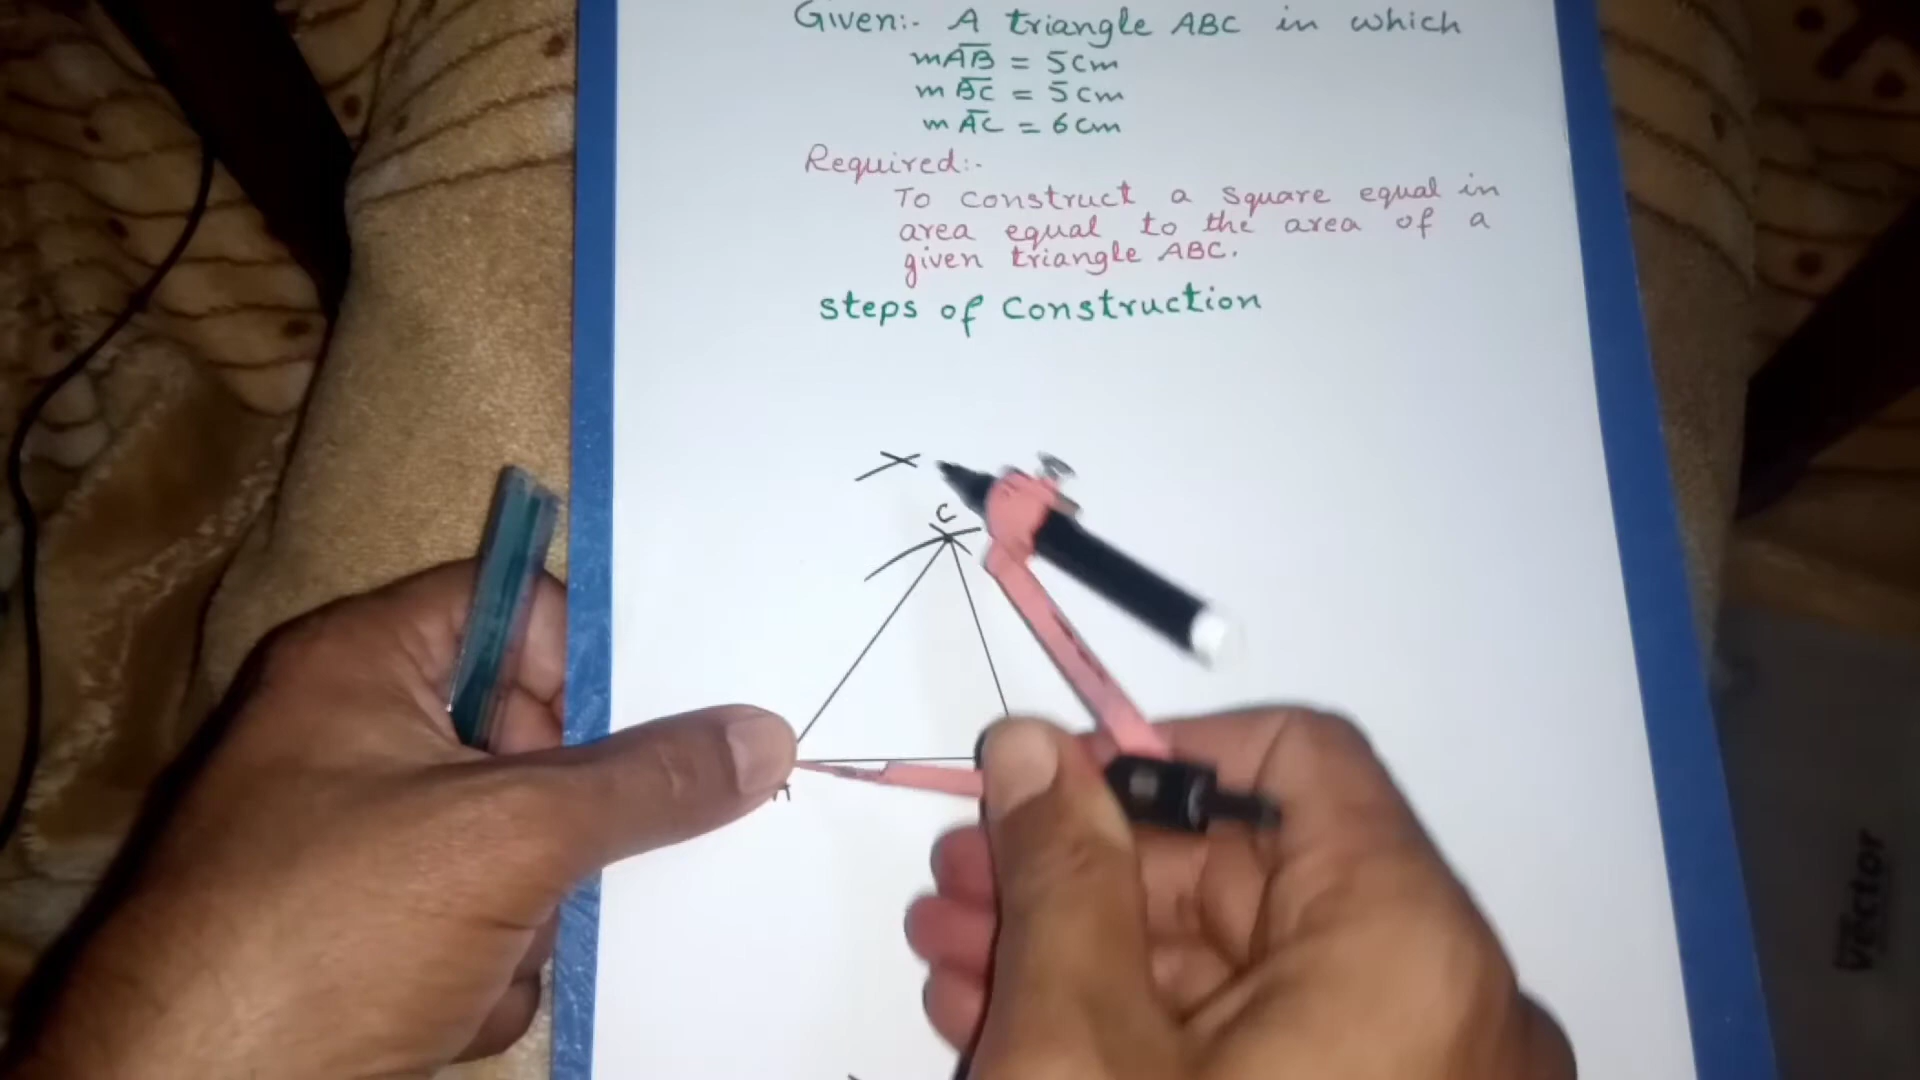 Given:- A triangle ABC in which
mAB = 5cm
mBC = 5cm
mAC = 6cm
Required:-
To construct a square equal in
area equal to the area of a
given triangle ABC.
Steps of Construction
C
A
Vector